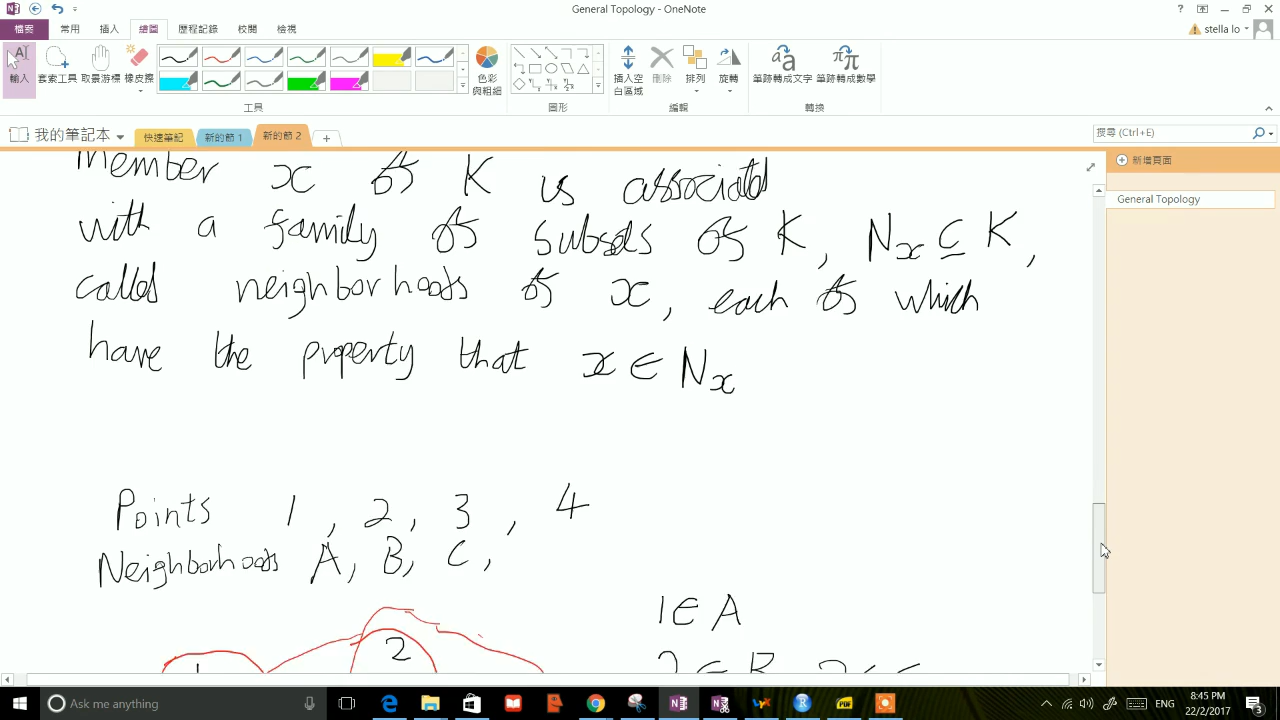 General Topology - OneNote
檔案 常用 插入 繪圖 歷程記錄 校閱 檢視
stella lo
輸入 套索工具 取景游標 橡皮擦
色彩與粗細
插入空白區域 刪除 排列 旋轉 筆跡轉成文字 筆跡轉成數學
工具 圖形 編輯 轉換
我的筆記本 快速筆記 新的節 1 新的節 2
搜尋 (Ctrl+E)
新增頁面
General Topology
Member x of K is associated
with a family of subsets of K, Nx ⊆ K,
called neighborhoods of x, each of which
have the property that x ∈ Nx
Points 1, 2, 3, 4
Neighborhoods A, B, C,
1 ∈ A
2
2 ∈ B, 2 ∈ C
1
Ask me anything
ENG
8:45 PM
22/2/2017
3